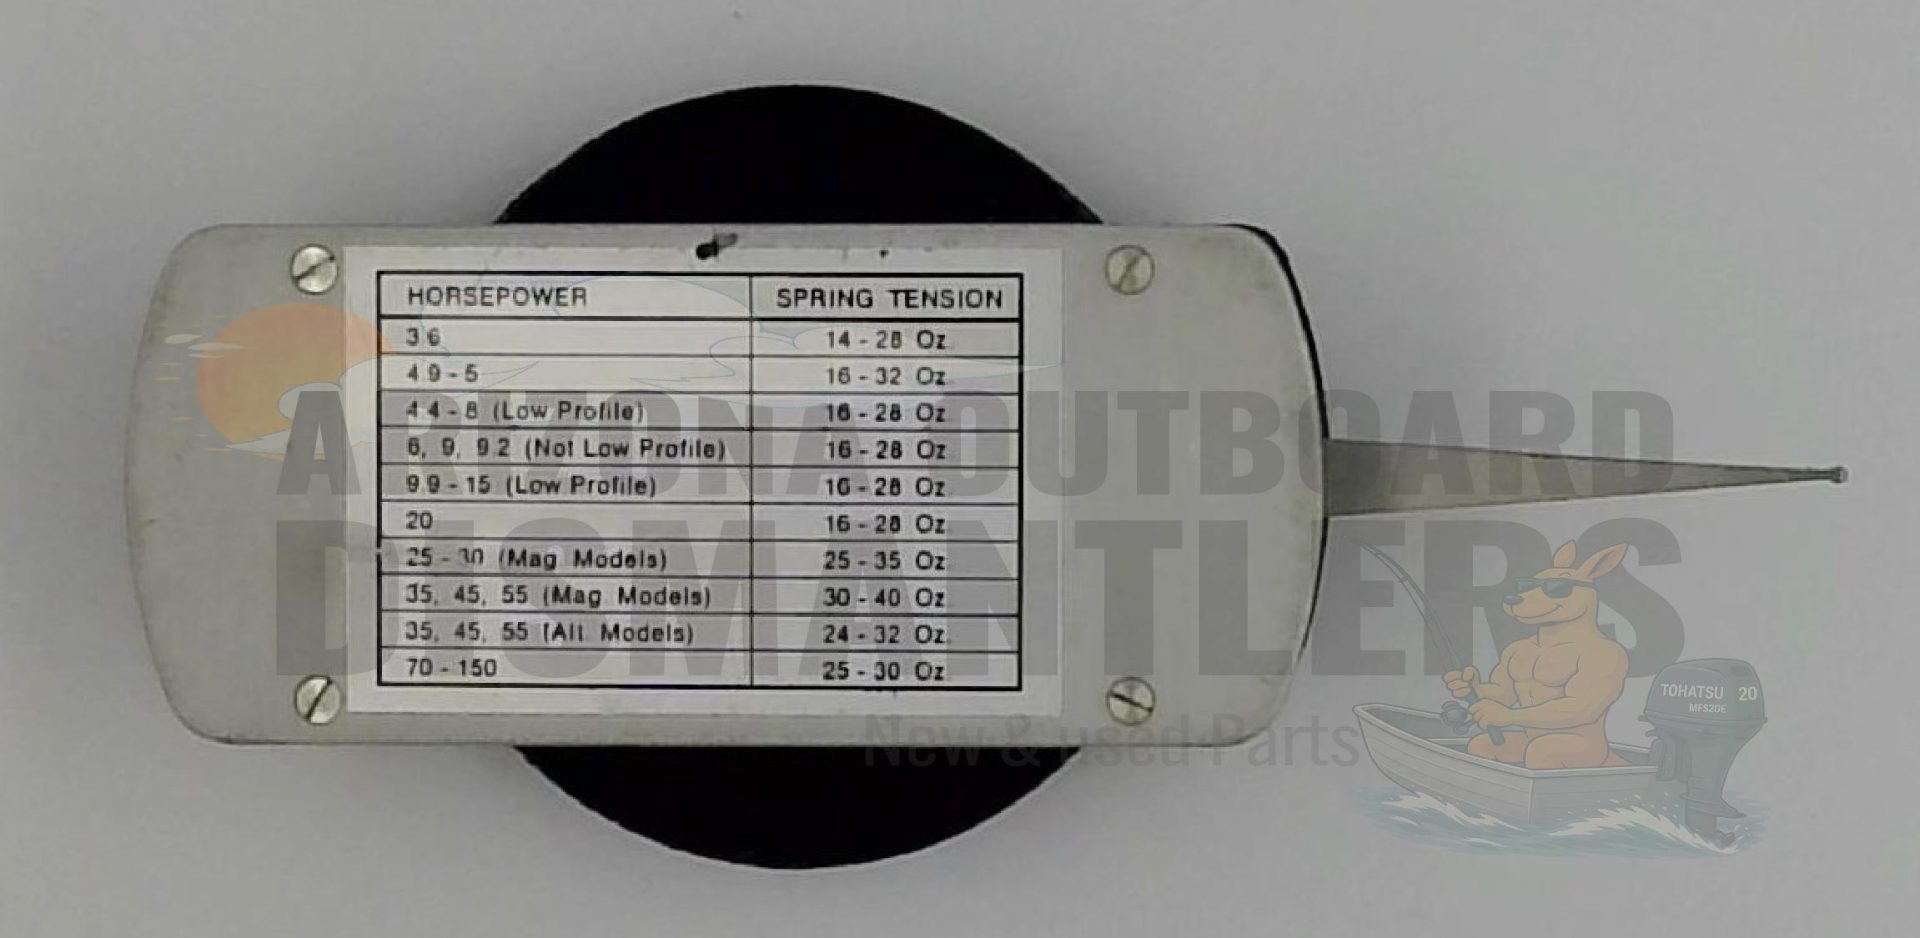 HORSEPOWER SPRING TENSION
3.6 14 - 28 Oz.
4.9 - 5 16 - 32 Oz.
4.4 - 8 (Low Profile) 16 - 28 Oz.
6, 9, 9.2 (Not Low Profile) 16 - 28 Oz.
9.9 - 15 (Low Profile) 16 - 28 Oz.
20 16 - 28 Oz.
25 - 30 (Mag Models) 25 - 35 Oz.
35, 45, 55 (Mag Models) 30 - 40 Oz.
35, 45, 55 (Alt Models) 24 - 32 Oz.
70 - 150 25 - 30 Oz.
ARIZONA OUTBOARD
DISMANTLERS
New & used Parts
TOHATSU 20
MFS20E